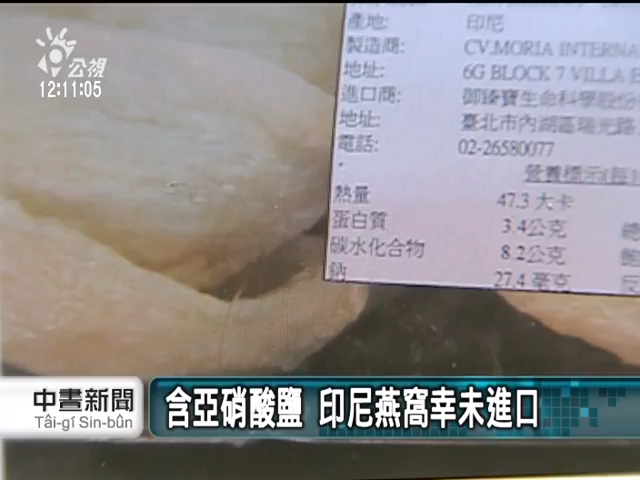 公視
12:11:05
產地: 印尼
製造商: CV.MORIA INTERNA
地址: 6G BLOCK 7 VILLA
進口商: 御臻寶生命科學股份
地址: 臺北市內湖區瑞光路
電話: 02-26580077
營養標示(每
熱量 47.3 大卡
蛋白質 3.4公克
碳水化合物 8.2公克
鈉 27.4 毫克
中晝新聞
Tâi-gí Sin-bûn
含亞硝酸鹽 印尼燕窩幸未進口